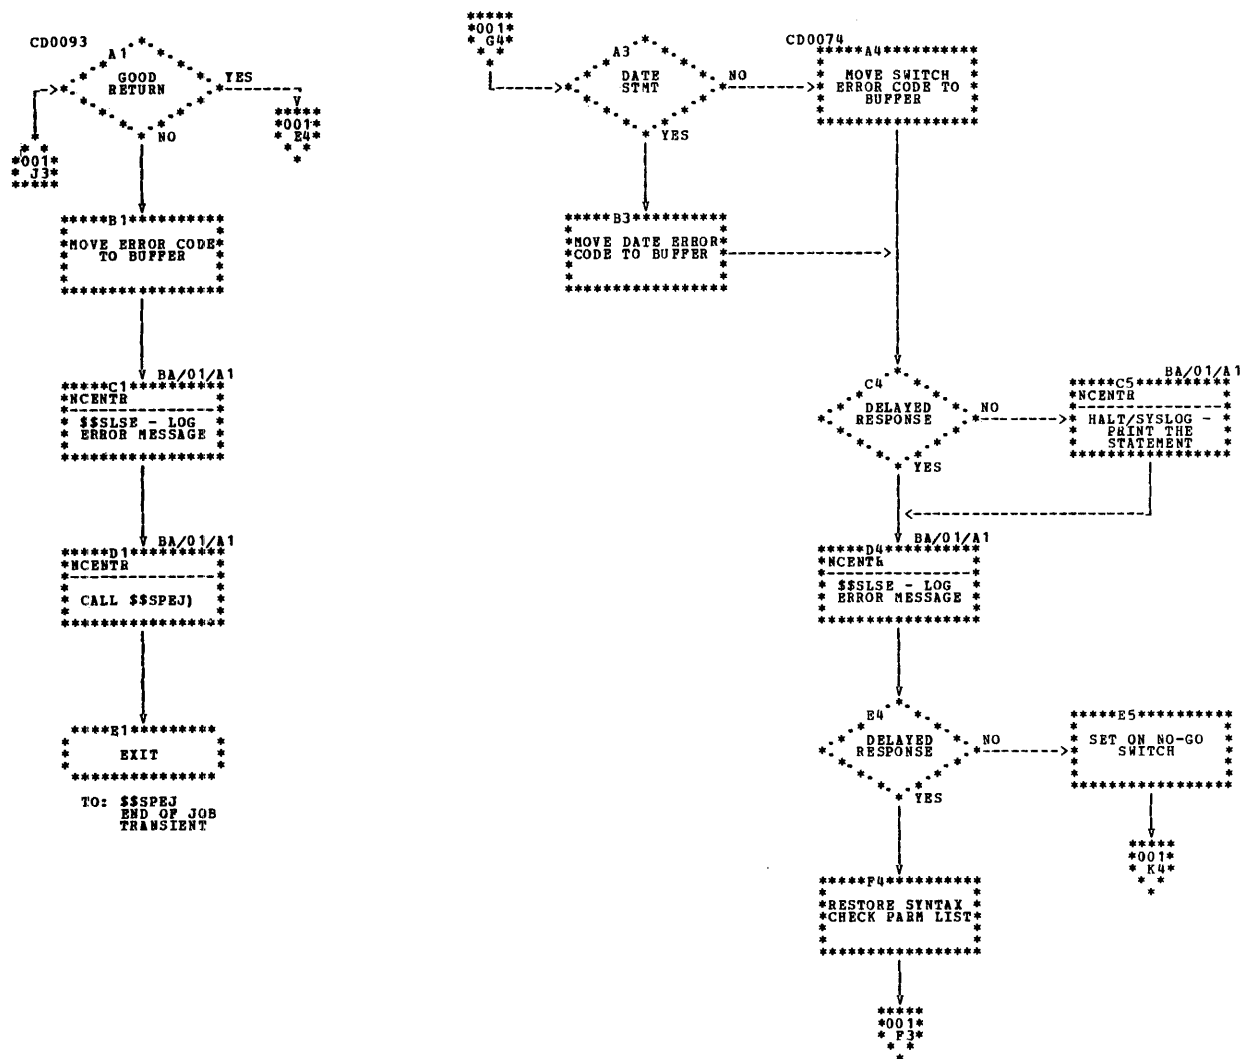 CD0093
A1
GOOD
RETURN
YES
NO
001
E4
001
J3
B1
MOVE ERROR CODE
TO BUFFER
BA/01/A1
C1
NCENTR
$$SLSE - LOG
ERROR MESSAGE
BA/01/A1
D1
NCENTR
CALL $$SPEJ)
E1
EXIT
TO: $$SPEJ
END OF JOB
TRANSIENT
001
G4
A3
DATE
STMT
NO
YES
CD0074
A4
MOVE SWITCH
ERROR CODE TO
BUFFER
B3
MOVE DATE ERROR
CODE TO BUFFER
C4
DELAYED
RESPONSE
NO
YES
BA/01/A1
C5
NCENTR
HALT/SYSLOG -
PRINT THE
STATEMENT
BA/01/A1
D4
NCENTR
$$SLSE - LOG
ERROR MESSAGE
E4
DELAYED
RESPONSE
NO
YES
E5
SET ON NO-GO
SWITCH
001
K4
F4
RESTORE SYNTAX
CHECK PARM LIST
001
F3